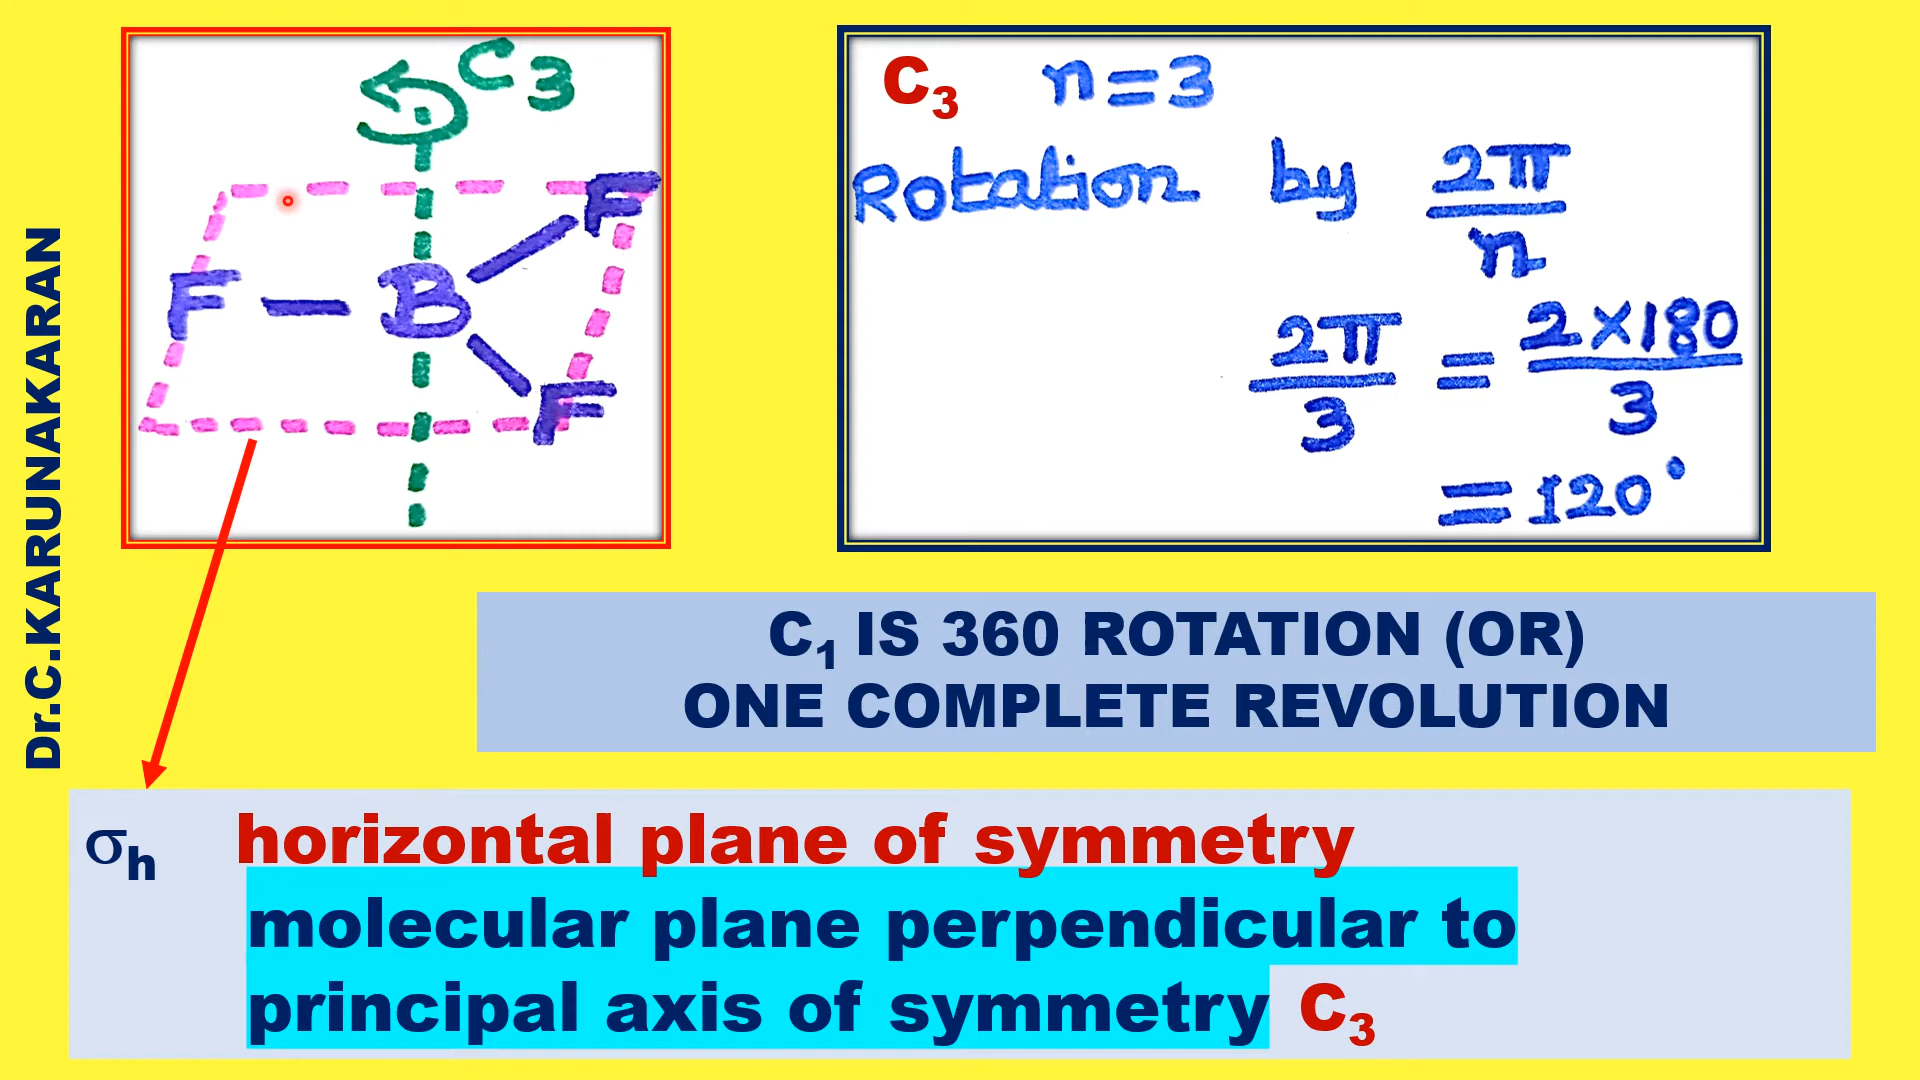 Dr.C.KARUNAKARAN
C3
F
F – B
F
C₃ n=3
Rotation by 2π/n
2π/3 = 2×180/3
= 120°
C₁ IS 360 ROTATION (OR)
ONE COMPLETE REVOLUTION
σh horizontal plane of symmetry
molecular plane perpendicular to
principal axis of symmetry C₃